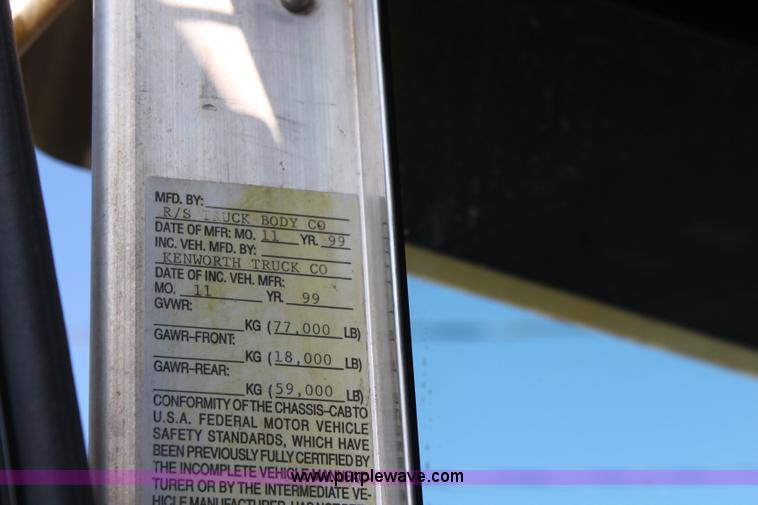 MFD. BY:
R/S TRUCK BODY CO
DATE OF MFR: MO. 11 YR. 99
INC. VEH. MFD. BY:
KENWORTH TRUCK CO
DATE OF INC. VEH. MFR:
MO. 11 YR. 99
GVWR:
KG (77,000 LB)
GAWR-FRONT:
KG (18,000 LB)
GAWR-REAR:
KG (59,000 LB)
CONFORMITY OF THE CHASSIS-CAB TO
U.S.A. FEDERAL MOTOR VEHICLE
SAFETY STANDARDS, WHICH HAVE
BEEN PREVIOUSLY FULLY CERTIFIED BY
THE INCOMPLETE VEHICLE
www.purplewave.com
TURER OR BY THE INTERMEDIATE VE-
HICLE MANUFACTURER